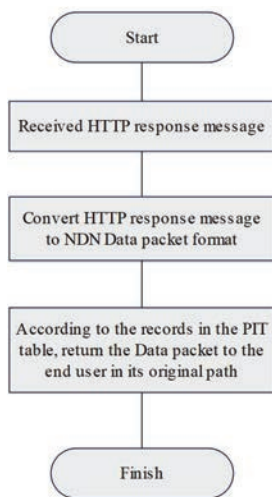 Start
Received HTTP response message
Convert HTTP response message
to NDN Data packet format
According to the records in the PIT
table, return the Data packet to the
end user in its original path
Finish